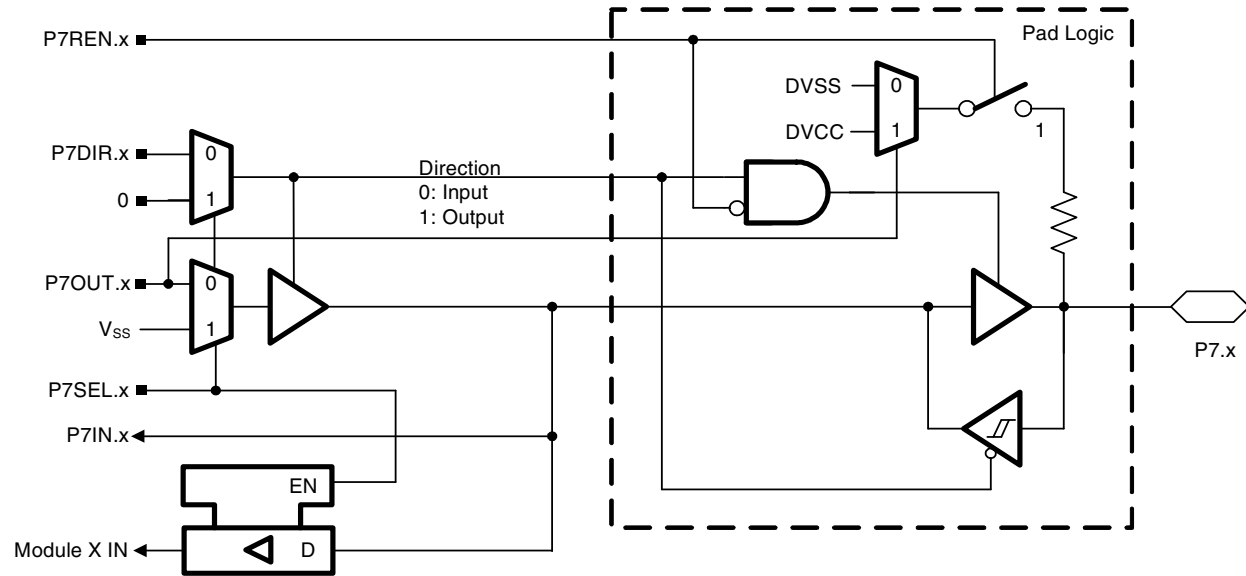 P7REN.x
Pad Logic
DVSS
0
DVCC
1
1
P7DIR.x
0
0
1
Direction
0: Input
1: Output
P7OUT.x
0
VSS
1
P7SEL.x
P7.x
P7IN.x
EN
Module X IN
D